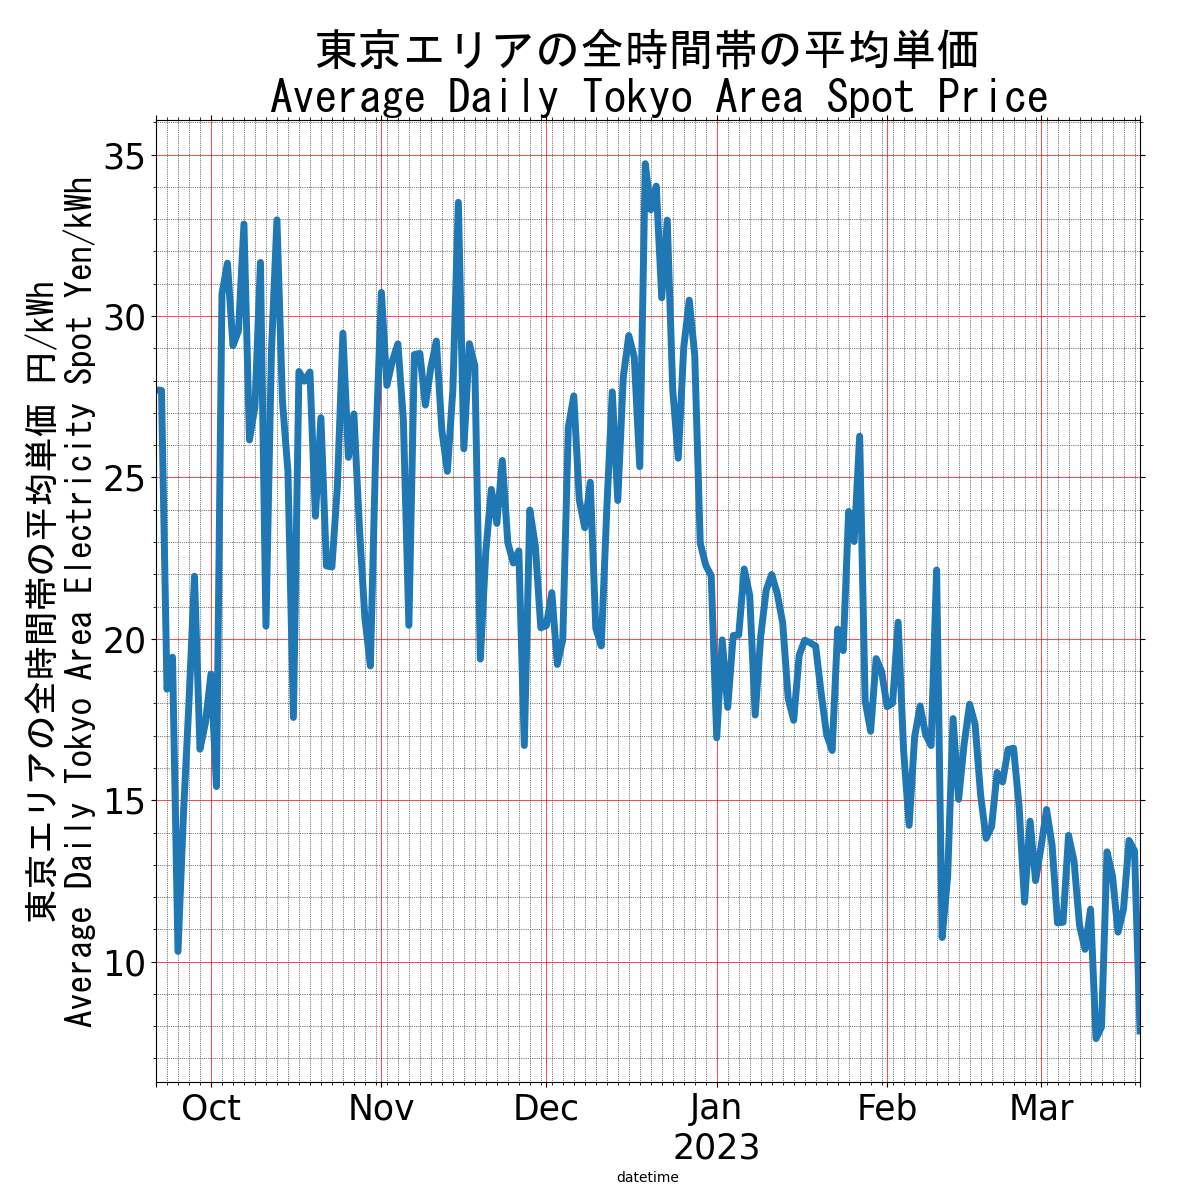 東京エリアの全時間帯の平均単価
Average Daily Tokyo Area Spot Price
東京エリアの全時間帯の平均単価 円/kWh
Average Daily Tokyo Area Electricity Spot Yen/kWh
35
30
25
20
15
10
Oct
Nov
Dec
Jan
2023
Feb
Mar
datetime